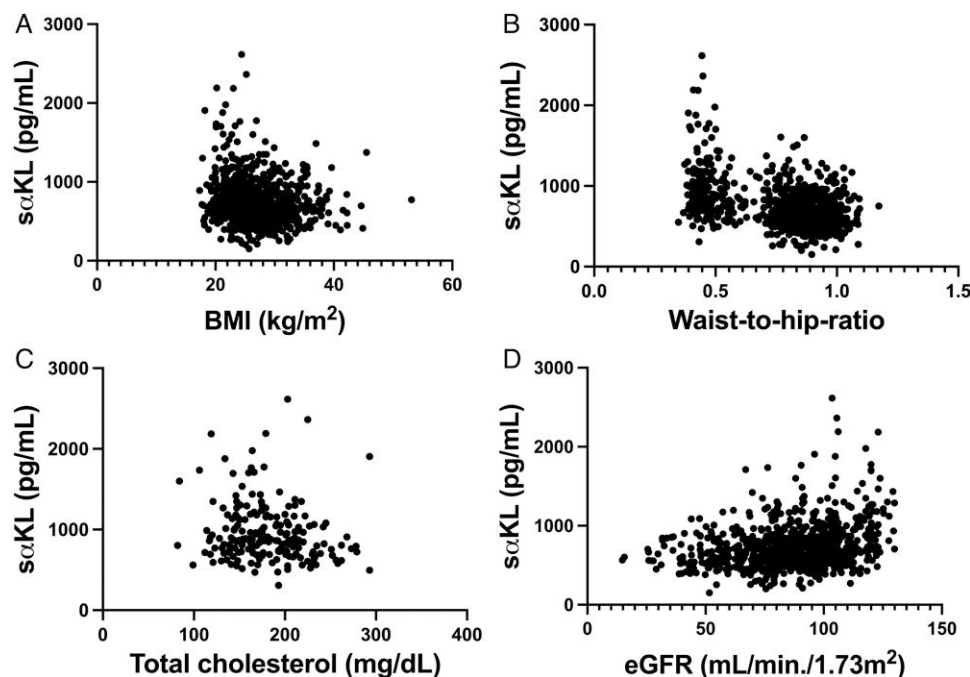 A
3000
2000
1000
0
sαKL (pg/mL)
0
20
40
60
BMI (kg/m²)
B
3000
2000
1000
0
sαKL (pg/mL)
0.0
0.5
1.0
1.5
Waist-to-hip-ratio
C
3000
2000
1000
0
sαKL (pg/mL)
0
100
200
300
400
Total cholesterol (mg/dL)
D
3000
2000
1000
0
sαKL (pg/mL)
0
50
100
150
eGFR (mL/min./1.73m²)